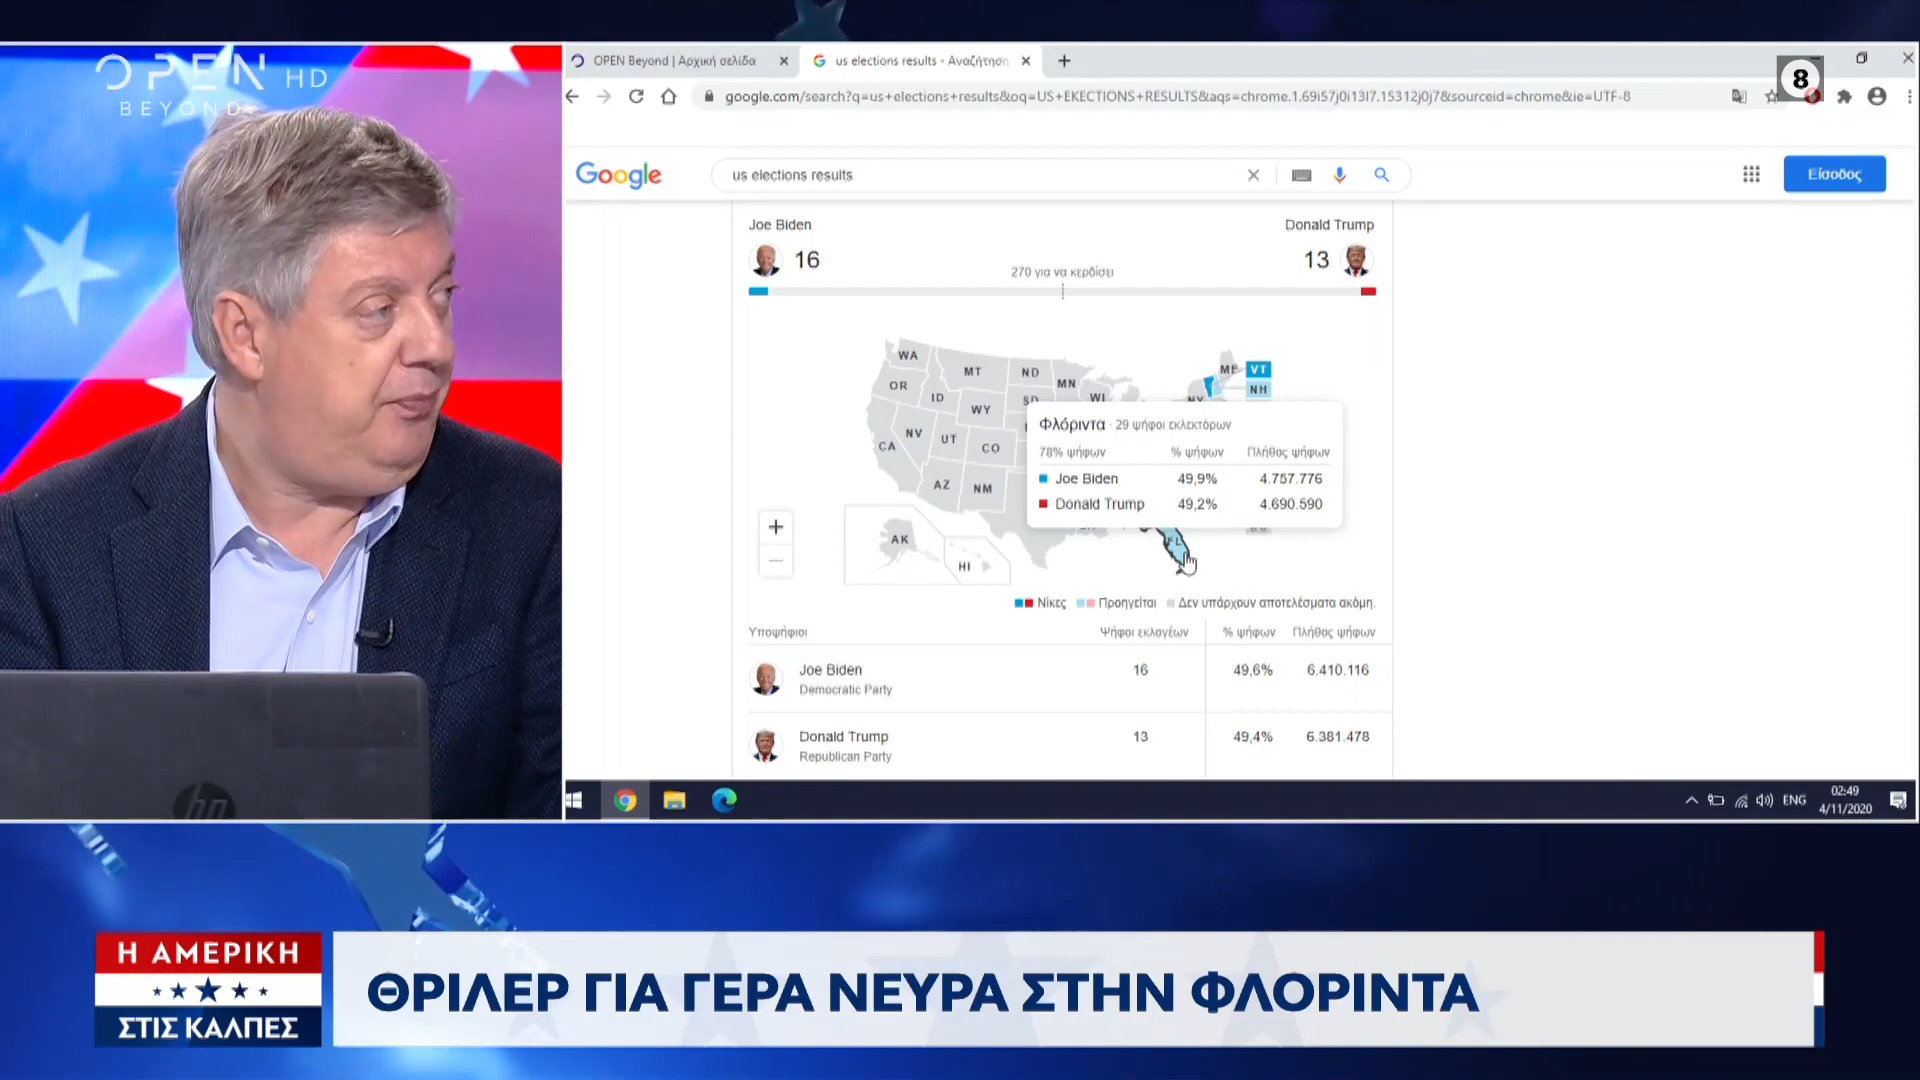 OPEN HD
BEYOND
OPEN Beyond | Αρχική σελίδα
us elections results - Αναζήτηση
8
google.com/search?q=us+elections+results&oq=US+EKECTIONS+RESULTS&aqs=chrome.1.69i57j0i13l7.15312j0j7&sourceid=chrome&ie=UTF-8
Google
us elections results
Είσοδος
Joe Biden
Donald Trump
16
270 για να κερδίσει
13
WA
MT
ND
MN
OR
ID
WY
SD
WI
NY
ME
VT
NH
NV
UT
CO
CA
AZ
NM
AK
HI
FL
Φλόριντα · 29 ψήφοι εκλεκτόρων
78% ψήφων % ψήφων Πλήθος ψήφων
Joe Biden 49,9% 4.757.776
Donald Trump 49,2% 4.690.590
Νίκες Προηγείται Δεν υπάρχουν αποτελέσματα ακόμη.
Υποψήφιοι Ψήφοι εκλογέων % ψήφων Πλήθος ψήφων
Joe Biden 16 49,6% 6.410.116
Democratic Party
Donald Trump 13 49,4% 6.381.478
Republican Party
hp
ENG
02:49
4/11/2020
Η ΑΜΕΡΙΚΗ
ΣΤΙΣ ΚΑΛΠΕΣ
ΘΡΙΛΕΡ ΓΙΑ ΓΕΡΑ ΝΕΥΡΑ ΣΤΗΝ ΦΛΟΡΙΝΤΑ